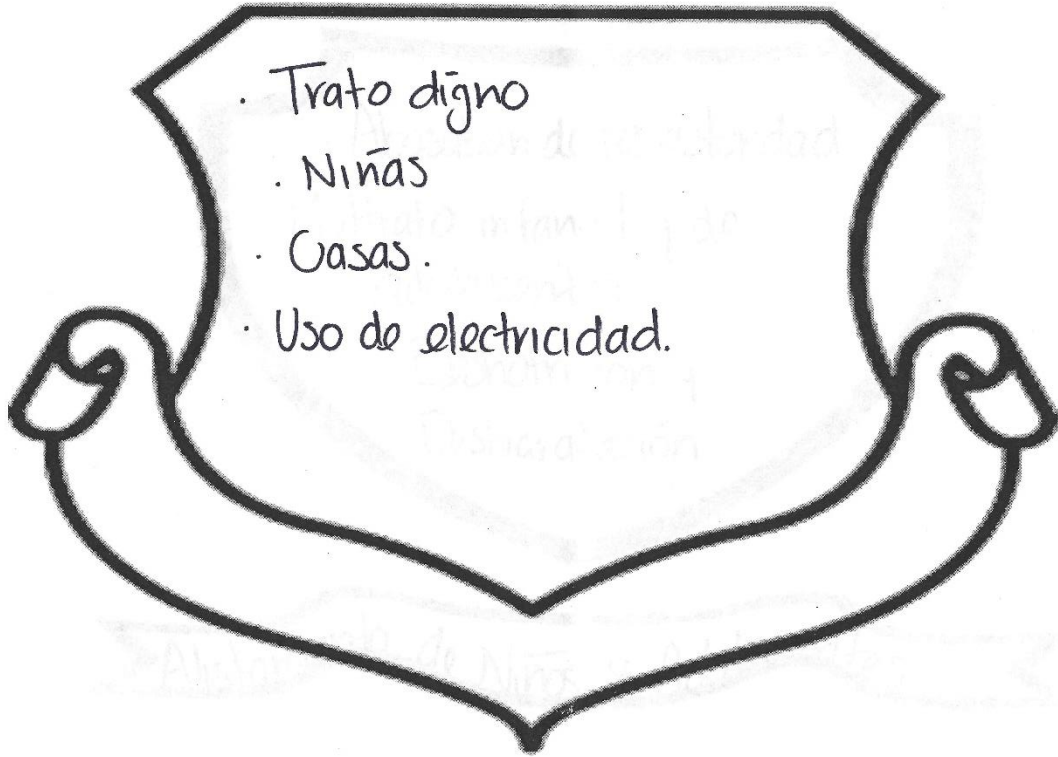 · Trato digno
· Niñas
· Casas.
· Uso de electricidad.